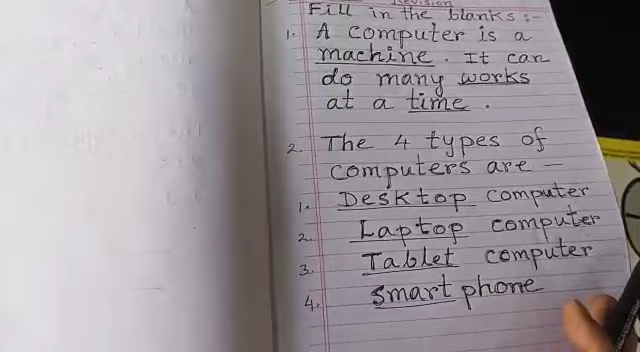 Revision
Fill in the blanks :-
1. A computer is a
machine. It can
do many works
at a time.
2. The 4 types of
computers are —
1. Desktop computer
2. Laptop computer
3. Tablet computer
4. smart phone